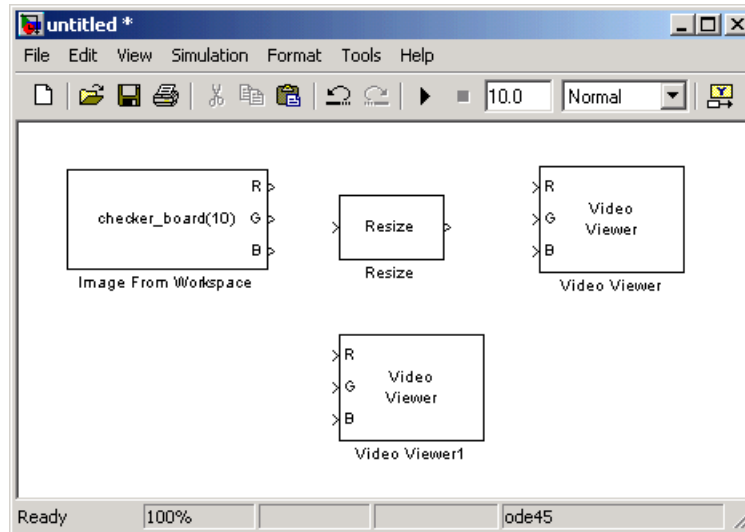 untitled *
File Edit View Simulation Format Tools Help
10.0 Normal
R
checker_board(10) G
B
Image From Workspace
Resize
Resize
R
Video
G Viewer
B
Video Viewer
R
Video
G Viewer
B
Video Viewer1
Ready 100% ode45